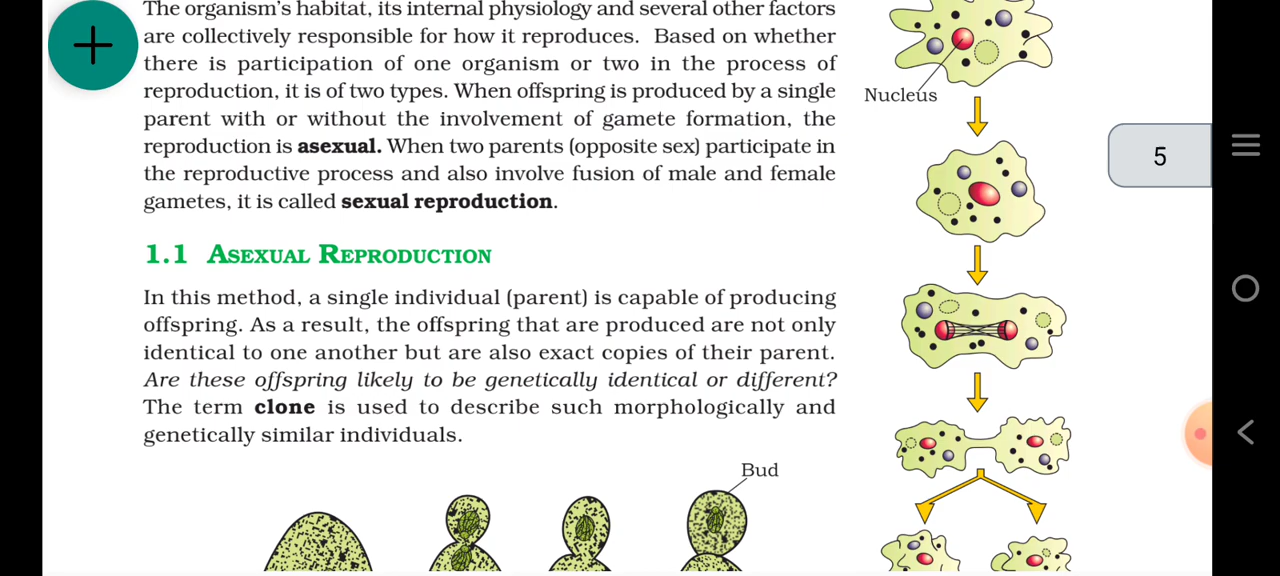 The organism's habitat, its internal physiology and several other factors
are collectively responsible for how it reproduces. Based on whether
there is participation of one organism or two in the process of
reproduction, it is of two types. When offspring is produced by a single
parent with or without the involvement of gamete formation, the
reproduction is asexual. When two parents (opposite sex) participate in
the reproductive process and also involve fusion of male and female
gametes, it is called sexual reproduction.
1.1 ASEXUAL REPRODUCTION
In this method, a single individual (parent) is capable of producing
offspring. As a result, the offspring that are produced are not only
identical to one another but are also exact copies of their parent.
Are these offspring likely to be genetically identical or different?
The term clone is used to describe such morphologically and
genetically similar individuals.
Bud
Nucleus
5